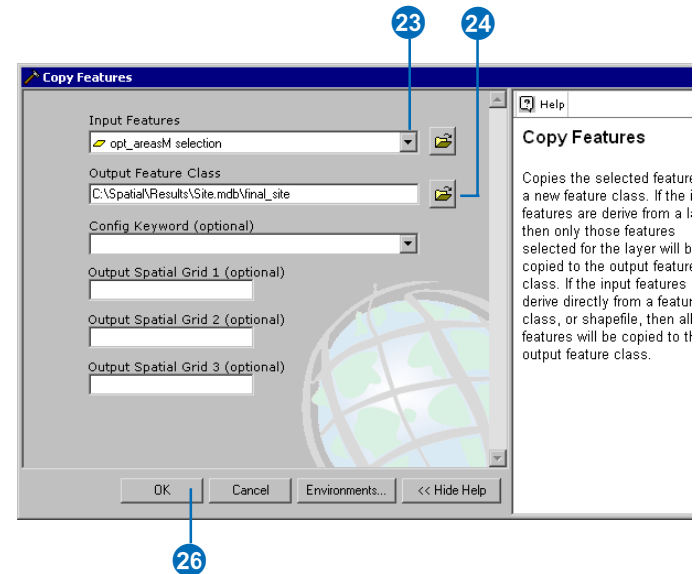 23 24
Copy Features
Input Features
opt_areasM selection
Output Feature Class
C:\Spatial\Results\Site.mdb\final_site
Config Keyword (optional)
Output Spatial Grid 1 (optional)
Output Spatial Grid 2 (optional)
Output Spatial Grid 3 (optional)
OK Cancel Environments... << Hide Help
Help
Copy Features
Copies the selected feature
a new feature class. If the i
features are derive from a la
then only those features
selected for the layer will b
copied to the output feature
class. If the input features
derive directly from a featur
class, or shapefile, then all
features will be copied to th
output feature class.
26